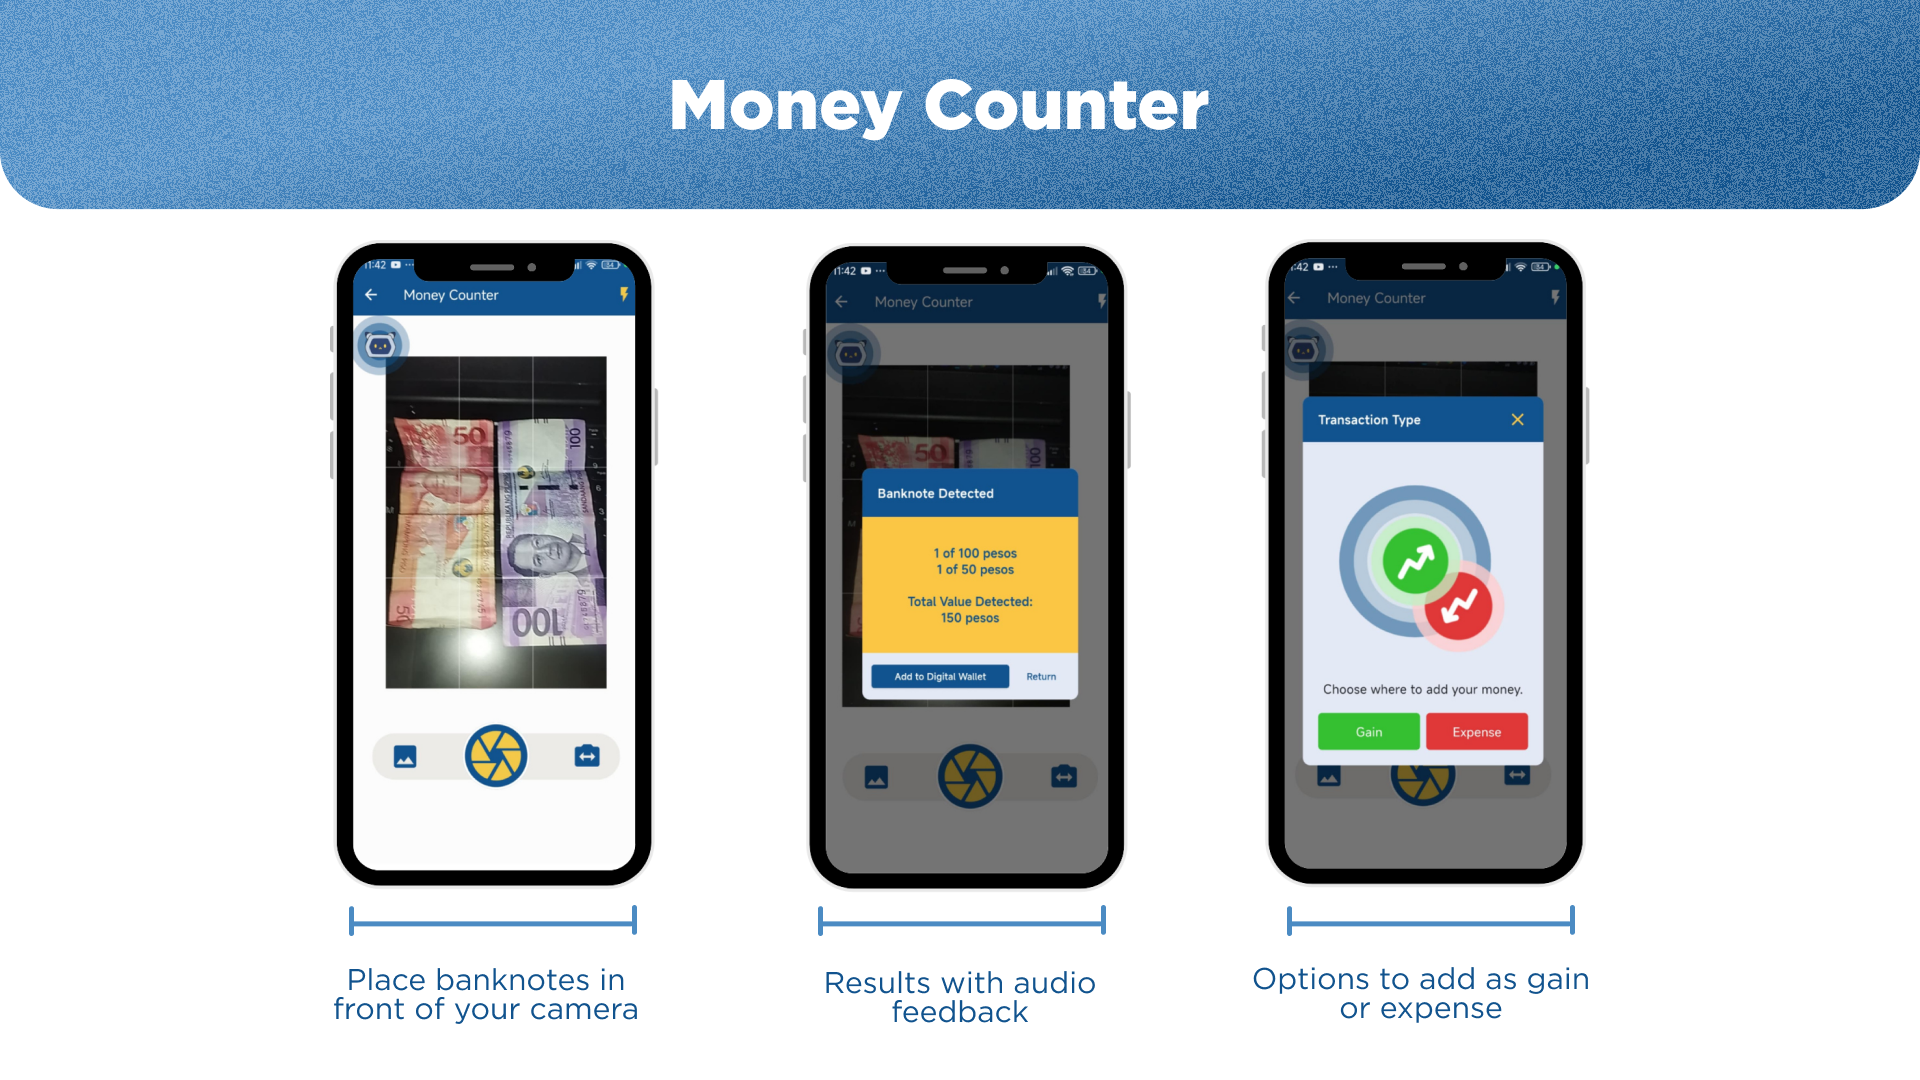 Money Counter
11:42
Money Counter
50
100
REPUBLIKA NG PILIPINAS
50
100
11:42
Money Counter
50
100
Banknote Detected
1 of 100 pesos
1 of 50 pesos
Total Value Detected:
150 pesos
Add to Digital Wallet
Return
:42
Money Counter
Transaction Type
Choose where to add your money.
Gain
Expense
Place banknotes in
front of your camera
Results with audio
feedback
Options to add as gain
or expense